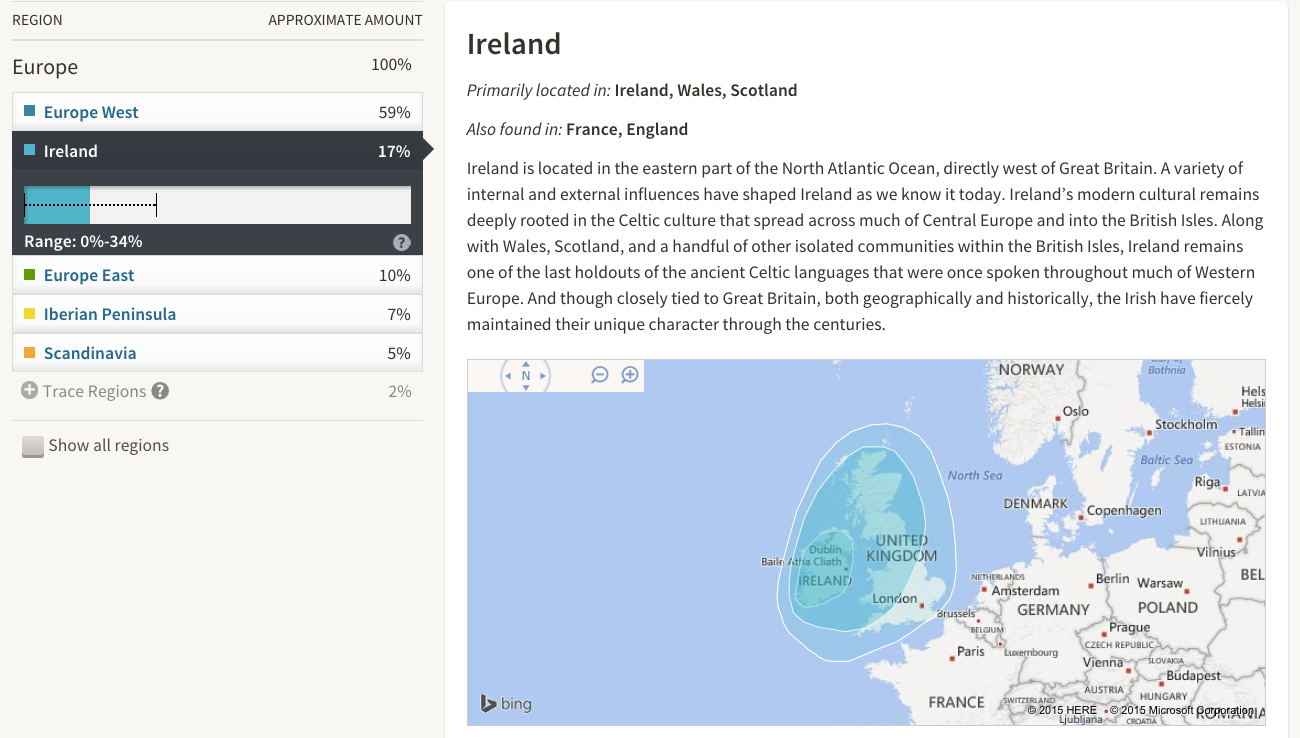 REGION APPROXIMATE AMOUNT
Europe 100%
Europe West 59%
Ireland 17%
Range: 0%-34% ?
Europe East 10%
Iberian Peninsula 7%
Scandinavia 5%
Trace Regions ? 2%
Show all regions
Ireland
Primarily located in: Ireland, Wales, Scotland
Also found in: France, England
Ireland is located in the eastern part of the North Atlantic Ocean, directly west of Great Britain. A variety of
internal and external influences have shaped Ireland as we know it today. Ireland’s modern cultural remains
deeply rooted in the Celtic culture that spread across much of Central Europe and into the British Isles. Along
with Wales, Scotland, and a handful of other isolated communities within the British Isles, Ireland remains
one of the last holdouts of the ancient Celtic languages that were once spoken throughout much of Western
Europe. And though closely tied to Great Britain, both geographically and historically, the Irish have fiercely
maintained their unique character through the centuries.
N
NORWAY
Gulf of
Bothnia
Oslo
Hels
Helsi
Stockholm
Tallin
ESTONIA
Baltic Sea
North Sea
Riga
LATVIA
DENMARK
Copenhagen
LITHUANIA
Vilnius
UNITED
KINGDOM
Dublin
Baile Atha Cliath
IRELAND
London
NETHERLANDS
Amsterdam
Berlin
Warsaw
BEL
GERMANY
POLAND
Brussels
BELGIUM
Prague
CZECH REPUBLIC
Paris
Luxembourg
Vienna
SLOVAKIA
Budapest
AUSTRIA
HUNGARY
FRANCE
SWITZERLAND
Ljubljana
CROATIA
ROMANIA
bing
© 2015 HERE © 2015 Microsoft Corporation